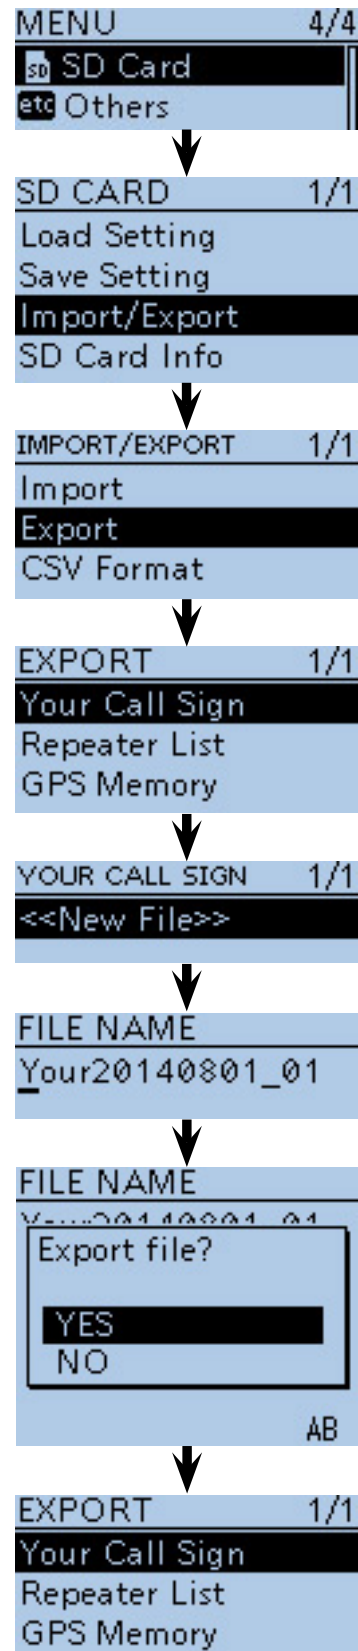 MENU 4/4
SD SD Card
etc Others
SD CARD 1/1
Load Setting
Save Setting
Import/Export
SD Card Info
IMPORT/EXPORT 1/1
Import
Export
CSV Format
EXPORT 1/1
Your Call Sign
Repeater List
GPS Memory
YOUR CALL SIGN 1/1
<<New File>>
FILE NAME
Your20140801_01
FILE NAME
Your20140801_01
Export file?
YES
NO
AB
EXPORT 1/1
Your Call Sign
Repeater List
GPS Memory